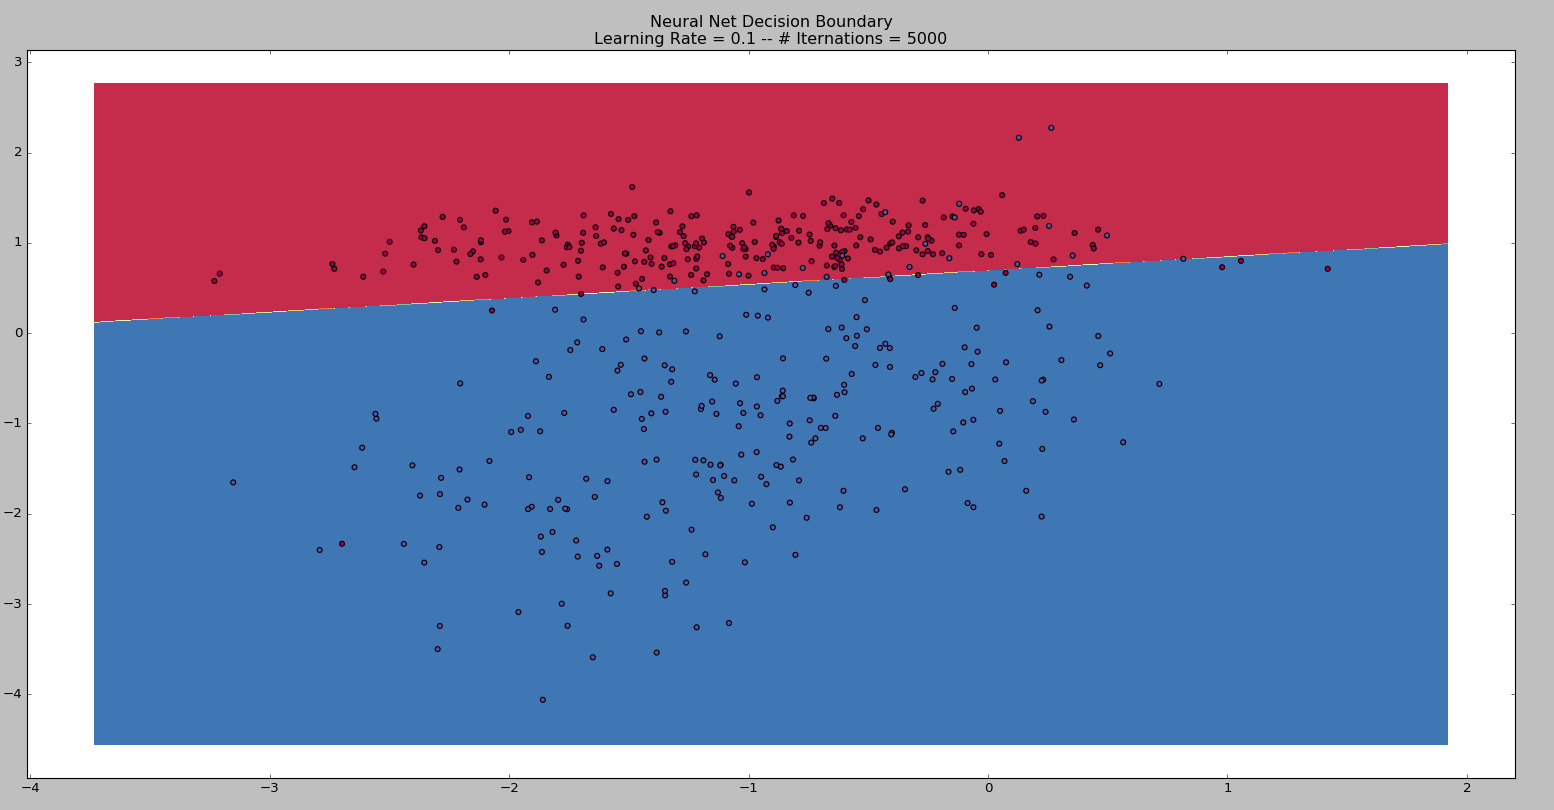 Neural Net Decision Boundary
Learning Rate = 0.1 -- # Iternations = 5000
3
2
1
0
−1
−2
−3
−4
−4 −3 −2 −1 0 1 2